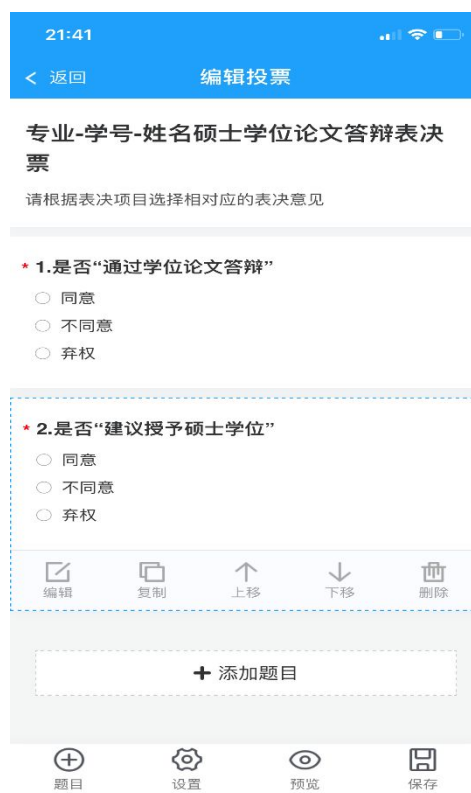 21:41
返回 编辑投票
专业-学号-姓名硕士学位论文答辩表决
票
请根据表决项目选择相对应的表决意见
* 1.是否“通过学位论文答辩”
同意
不同意
弃权
* 2.是否“建议授予硕士学位”
同意
不同意
弃权
编辑 复制 上移 下移 删除
+ 添加题目
题目 设置 预览 保存